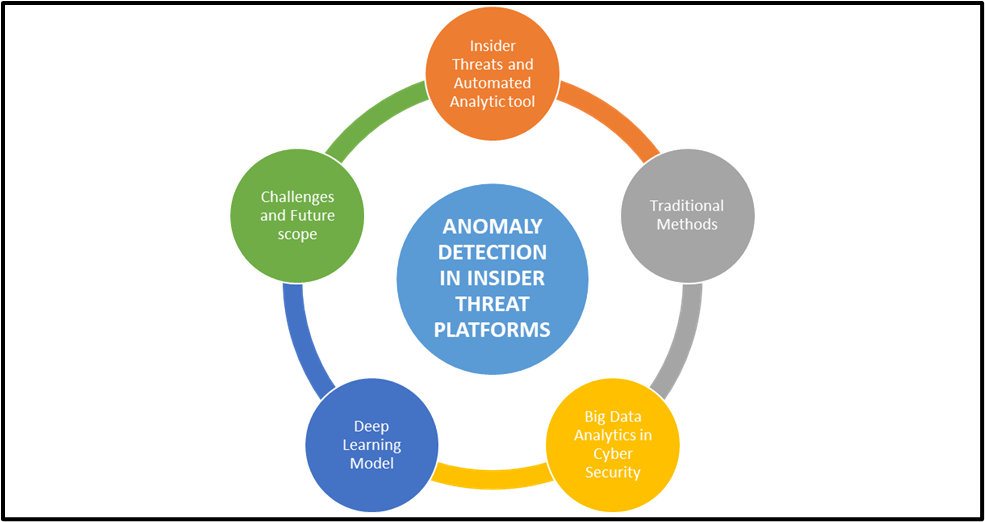 Insider
Threats and
Automated
Analytic tool
Traditional
Methods
Big Data
Analytics in
Cyber
Security
Deep
Learning
Model
Challenges
and Future
scope
ANOMALY
DETECTION
IN INSIDER
THREAT
PLATFORMS